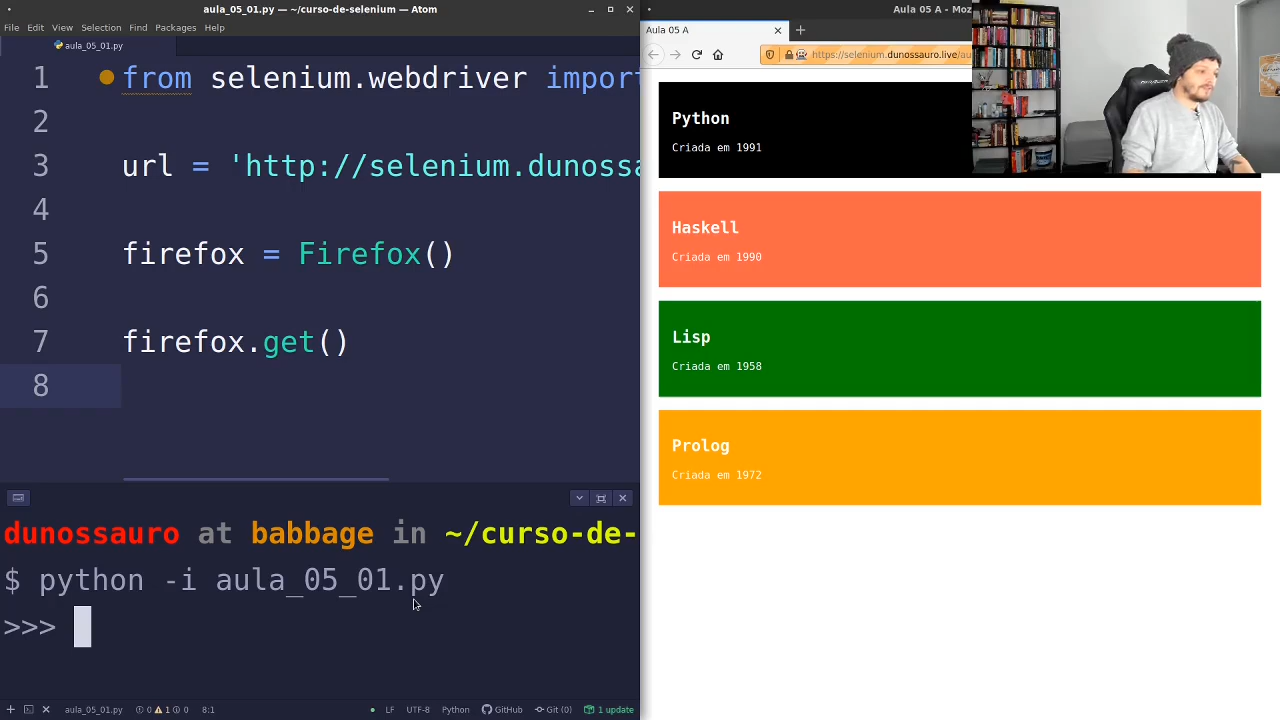 aula_05_01.py — ~/curso-de-selenium — Atom
File Edit View Selection Find Packages Help
aula_05_01.py
1 from selenium.webdriver import
2
3 url = 'http://selenium.dunossa
4
5 firefox = Firefox()
6
7 firefox.get()
8
dunossauro at babbage in ~/curso-de-
$ python -i aula_05_01.py
>>>
aula_05_01.py 0 1 0 8:1 LF UTF-8 Python GitHub Git (0) 1 update
Aula 05 A - Moz
Aula 05 A
https://selenium.dunossauro.live/au
Python
Criada em 1991
Haskell
Criada em 1990
Lisp
Criada em 1958
Prolog
Criada em 1972